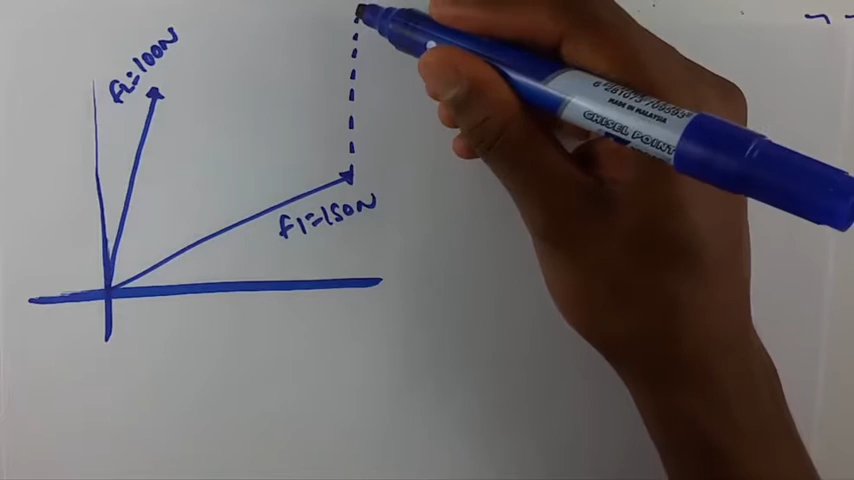 F2=100N
F1=150N
MADE IN MALAYSIA
CHISEL POINT